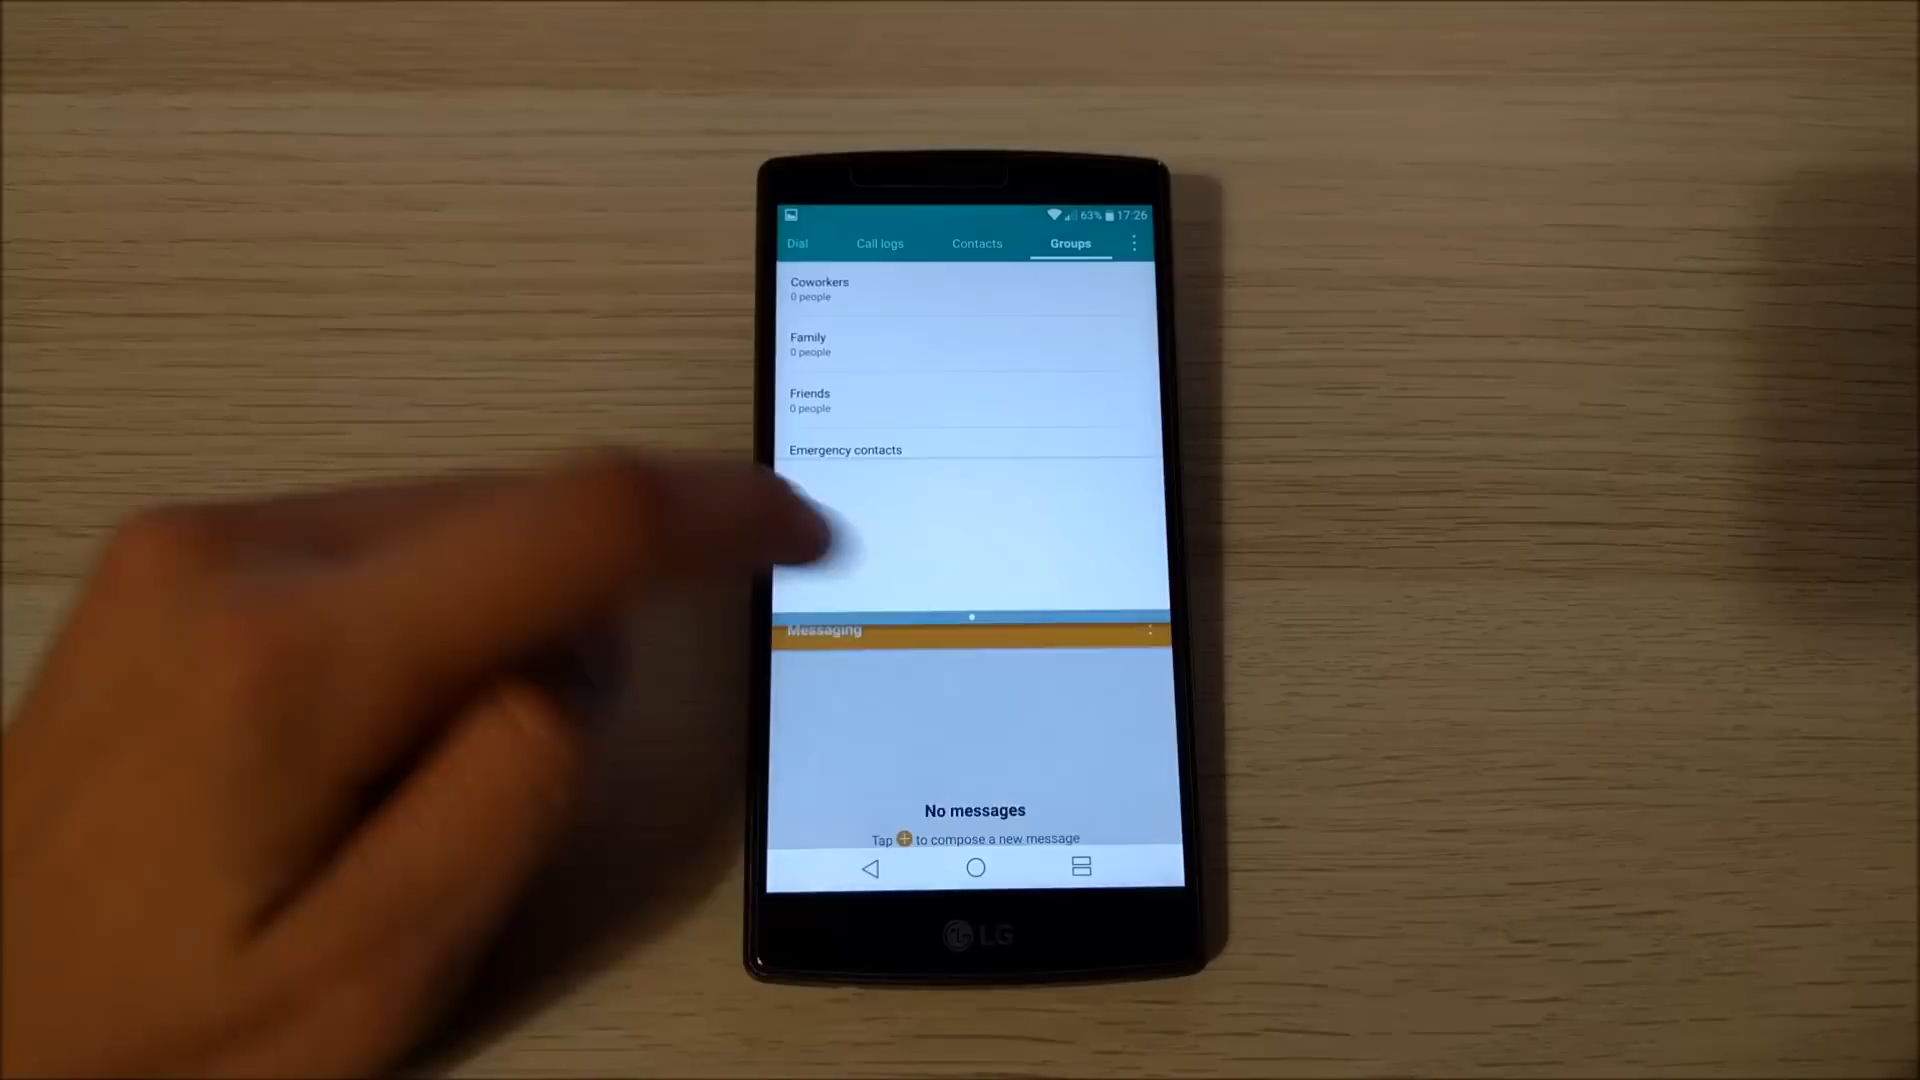 63% 17:26
Dial Call logs Contacts Groups
Coworkers
0 people
Family
0 people
Friends
0 people
Emergency contacts
Messaging
No messages
Tap + to compose a new message
LG